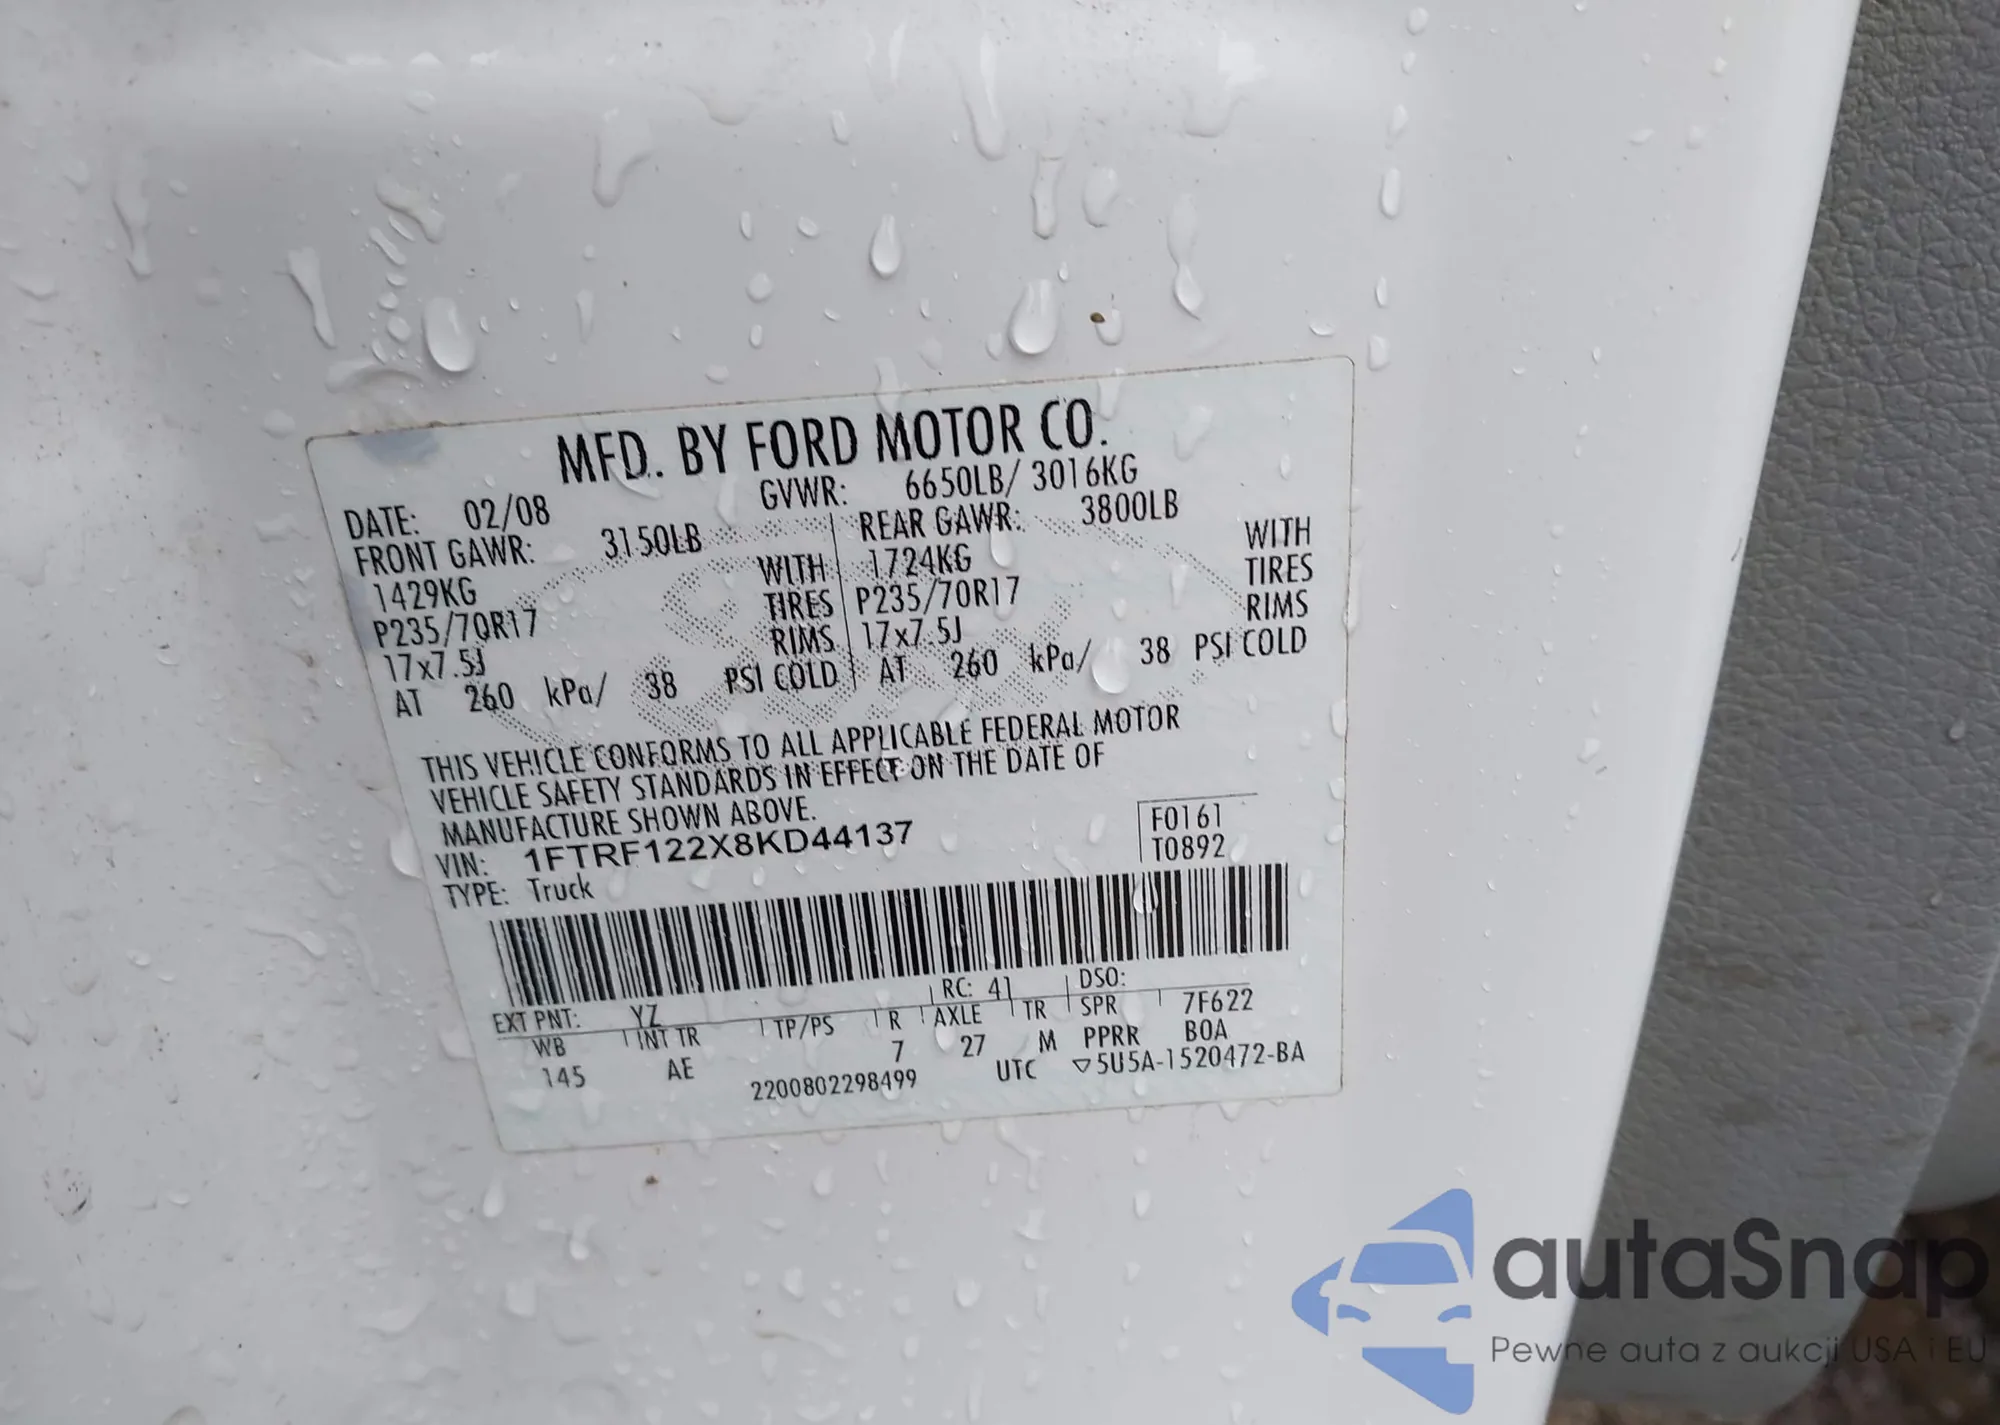 MFD. BY FORD MOTOR CO.
DATE: 02/08 GVWR: 6650LB/ 3016KG
FRONT GAWR: 3150LB REAR GAWR: 3800LB
1429KG WITH 1724KG WITH
P235/70R17 TIRES P235/70R17 TIRES
17x7.5J RIMS 17x7.5J RIMS
AT 260 kPa/ 38 PSI COLD AT 260 kPa/ 38 PSI COLD
THIS VEHICLE CONFORMS TO ALL APPLICABLE FEDERAL MOTOR
VEHICLE SAFETY STANDARDS IN EFFECT ON THE DATE OF
MANUFACTURE SHOWN ABOVE.
VIN: 1FTRF122X8KD44137 F0161
TYPE: Truck T0892
EXT PNT: YZ RC: 41 DSO:
WB INT TR TP/PS R AXLE TR SPR 7F622
145 AE 7 27 M PPRR B0A
2200802298499 UTC ▽5U5A-1520472-BA
autaSnap
Pewne auta z aukcji USA i EU